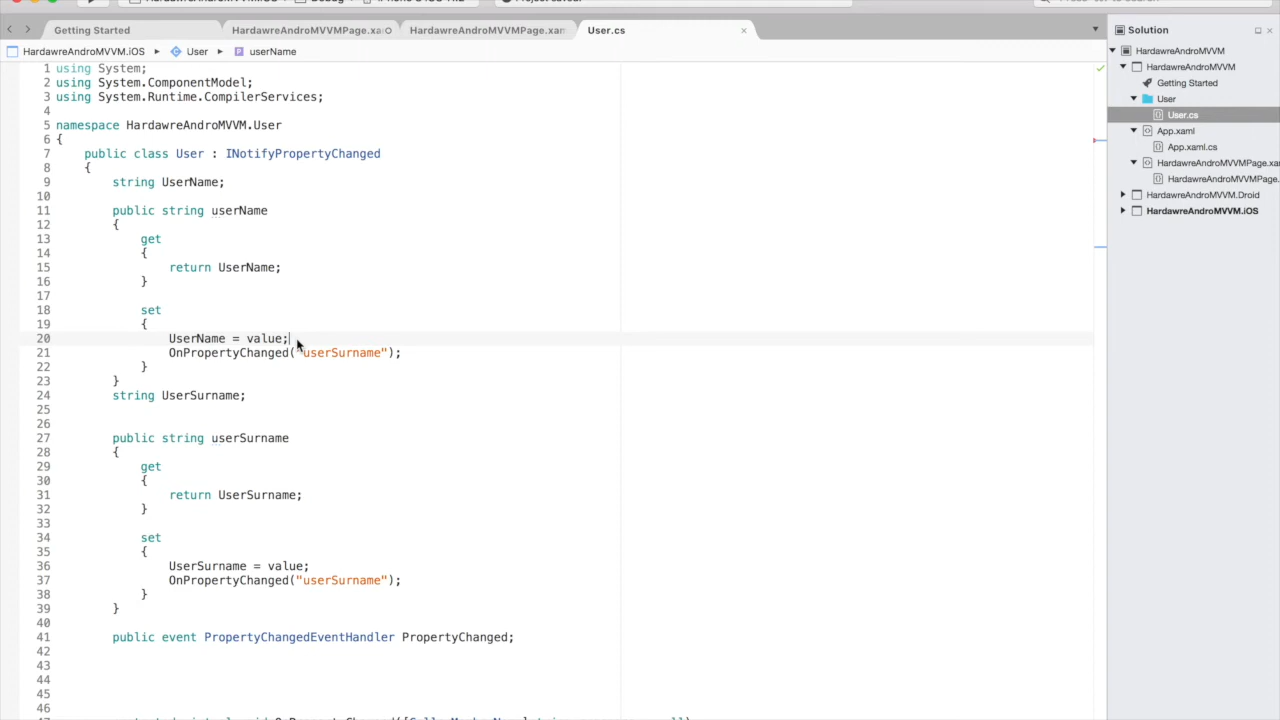 Getting Started
HardawreAndroMVVMPage.xa
HardawreAndroMVVMPage.xam
User.cs
Solution
HardawreAndroMVVM.iOS
User
userName
1 using System;
2 using System.ComponentModel;
3 using System.Runtime.CompilerServices;
4
5 namespace HardawreAndroMVVM.User
6 {
7 public class User : INotifyPropertyChanged
8 {
9 string UserName;
10
11 public string userName
12 {
13 get
14 {
15 return UserName;
16 }
17
18 set
19 {
20 UserName = value;
21 OnPropertyChanged("userSurname");
22 }
23 }
24 string UserSurname;
25
26
27 public string userSurname
28 {
29 get
30 {
31 return UserSurname;
32 }
33
34 set
35 {
36 UserSurname = value;
37 OnPropertyChanged("userSurname");
38 }
39 }
40
41 public event PropertyChangedEventHandler PropertyChanged;
42
43
44
45
46
HardawreAndroMVVM
HardawreAndroMVVM
Getting Started
User
User.cs
App.xaml
App.xaml.cs
HardawreAndroMVVMPage.xam
HardawreAndroMVVMPage.
HardawreAndroMVVM.Droid
HardawreAndroMVVM.iOS